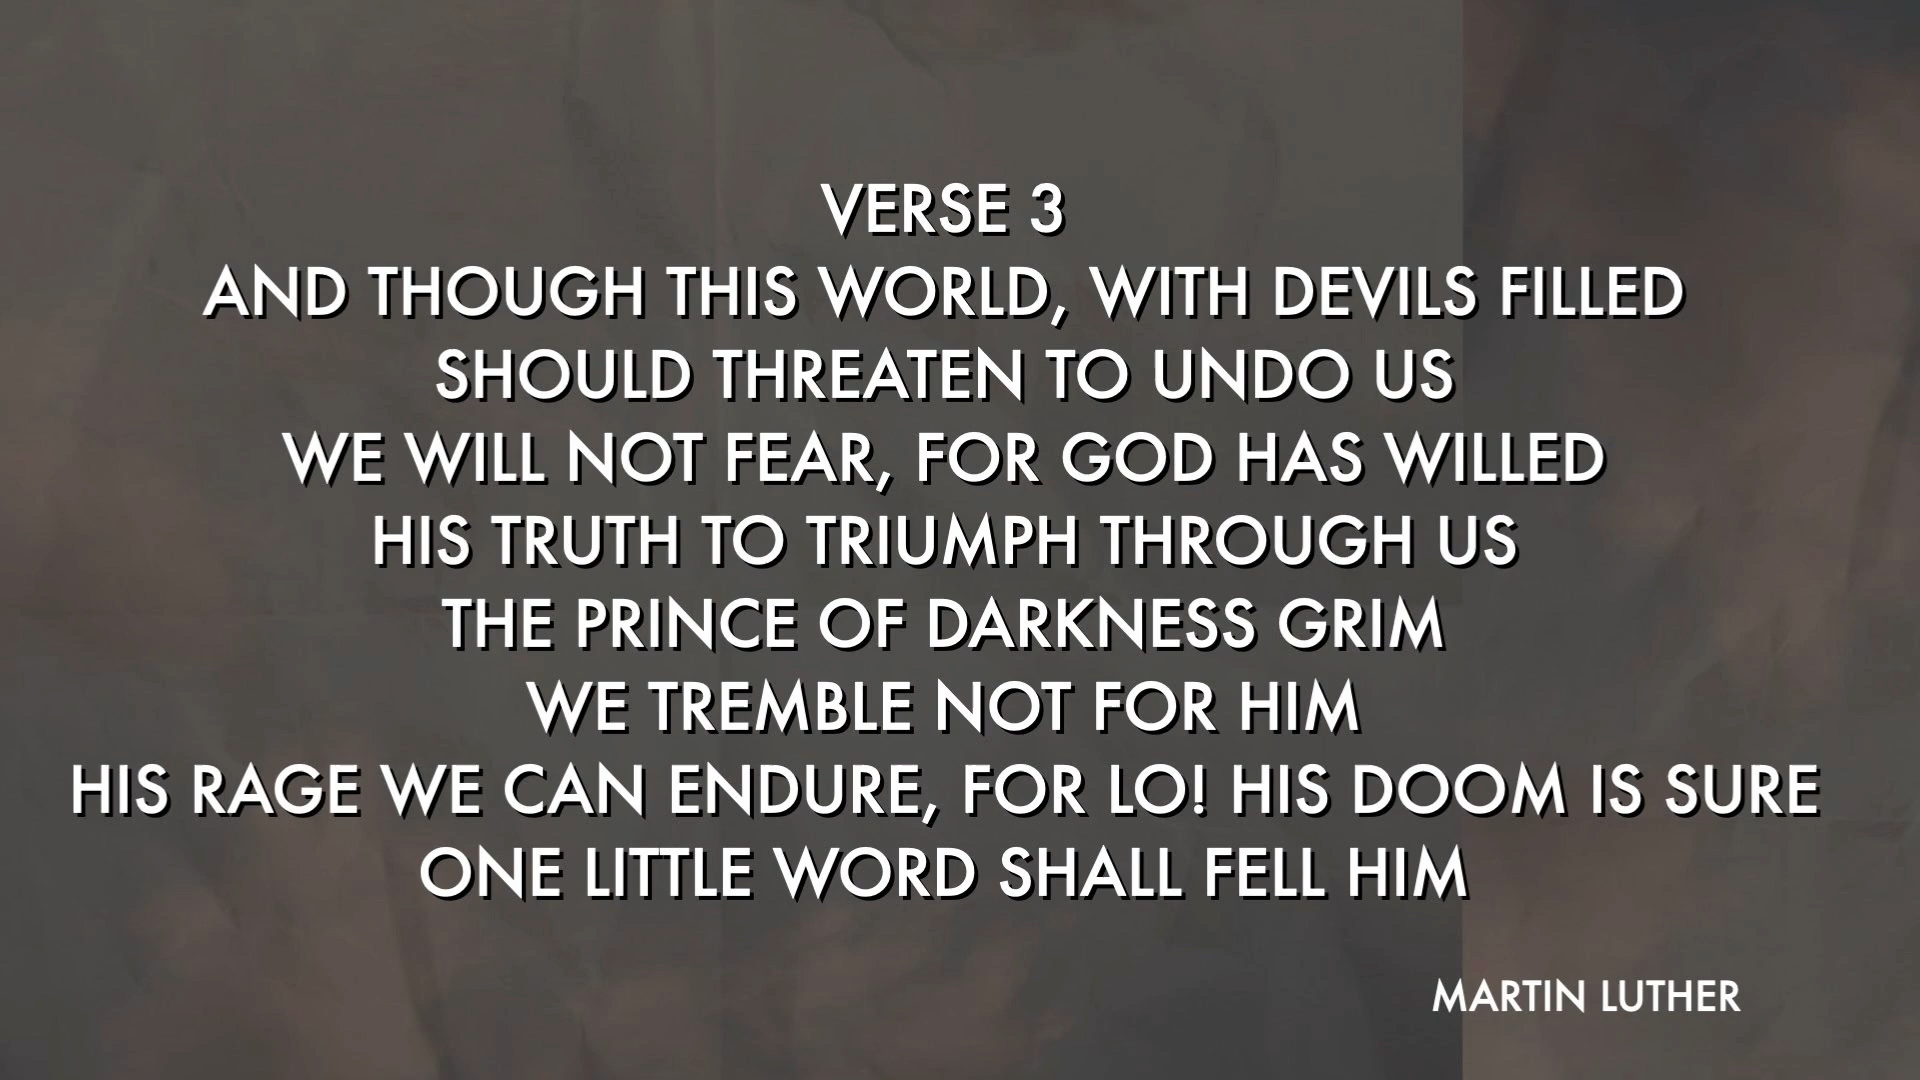 VERSE 3
AND THOUGH THIS WORLD, WITH DEVILS FILLED
SHOULD THREATEN TO UNDO US
WE WILL NOT FEAR, FOR GOD HAS WILLED
HIS TRUTH TO TRIUMPH THROUGH US
THE PRINCE OF DARKNESS GRIM
WE TREMBLE NOT FOR HIM
HIS RAGE WE CAN ENDURE, FOR LO! HIS DOOM IS SURE
ONE LITTLE WORD SHALL FELL HIM
MARTIN LUTHER